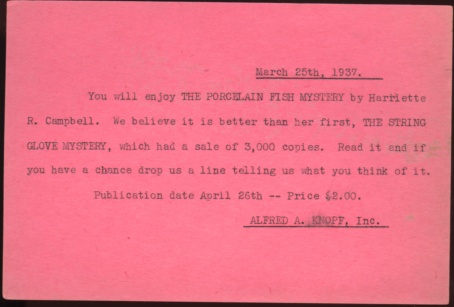 March 25th, 1937.
You will enjoy THE PORCELAIN FISH MYSTERY by Harriette
R. Campbell. We believe it is better than her first, THE STRING
GLOVE MYSTERY, which had a sale of 3,000 copies. Read it and if
you have a chance drop us a line telling us what you think of it.
Publication date April 26th -- Price $2.00.
ALFRED A. KNOPF, Inc.